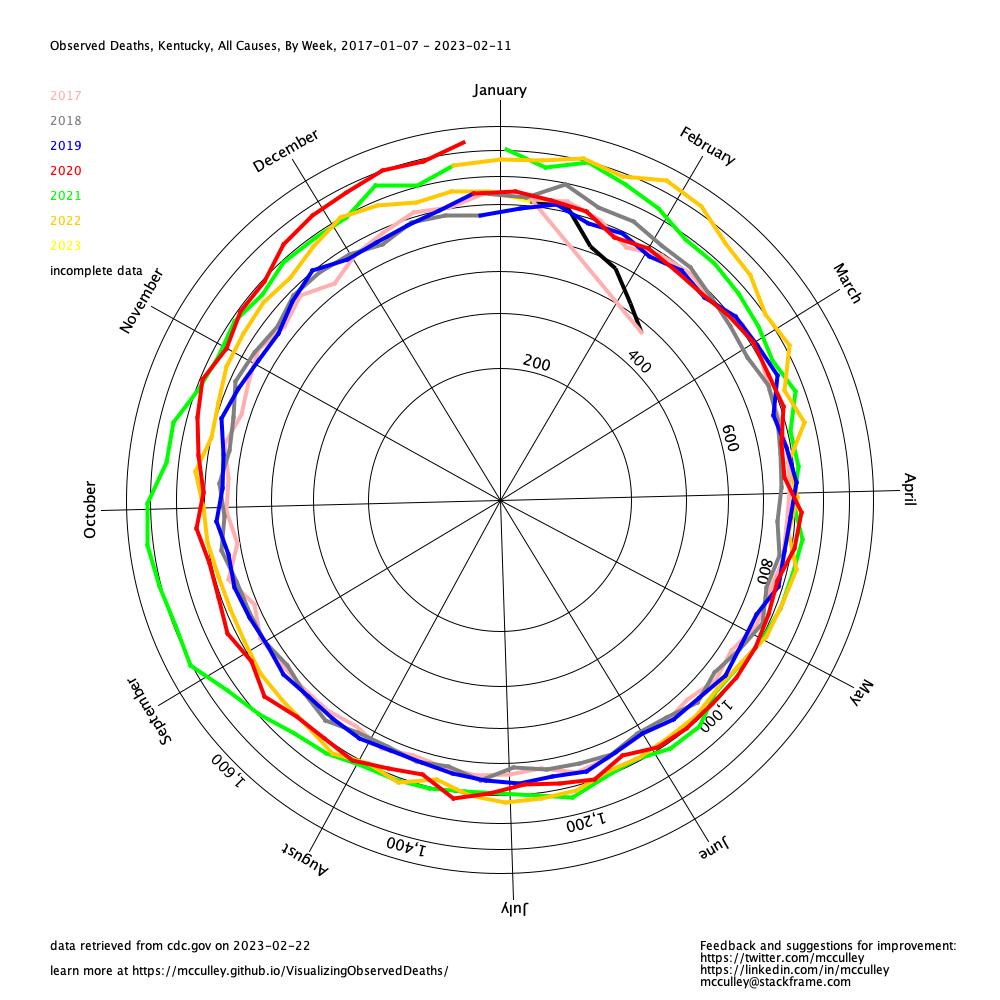 Observed Deaths, Kentucky, All Causes, By Week, 2017-01-07 - 2023-02-11
2017
2018
2019
2020
2021
2022
2023
incomplete data
January
February
March
April
May
June
July
August
September
October
November
December
200
400
600
800
1,000
1,200
1,400
1,600
data retrieved from cdc.gov on 2023-02-22
learn more at https://mcculley.github.io/VisualizingObservedDeaths/
Feedback and suggestions for improvement:
https://twitter.com/mcculley
https://linkedin.com/in/mcculley
mcculley@stackframe.com